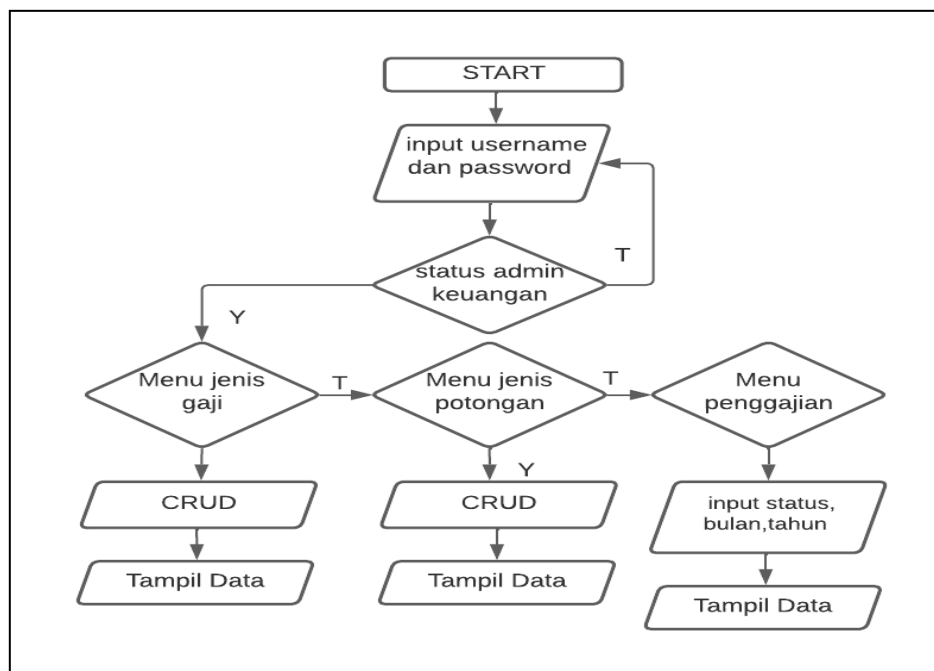 START
input username
dan password
T
status admin
keuangan
Y
Menu jenis
gaji
T
Menu jenis
potongan
T
Menu
penggajian
Y
CRUD
CRUD
input status,
bulan,tahun
Tampil Data
Tampil Data
Tampil Data